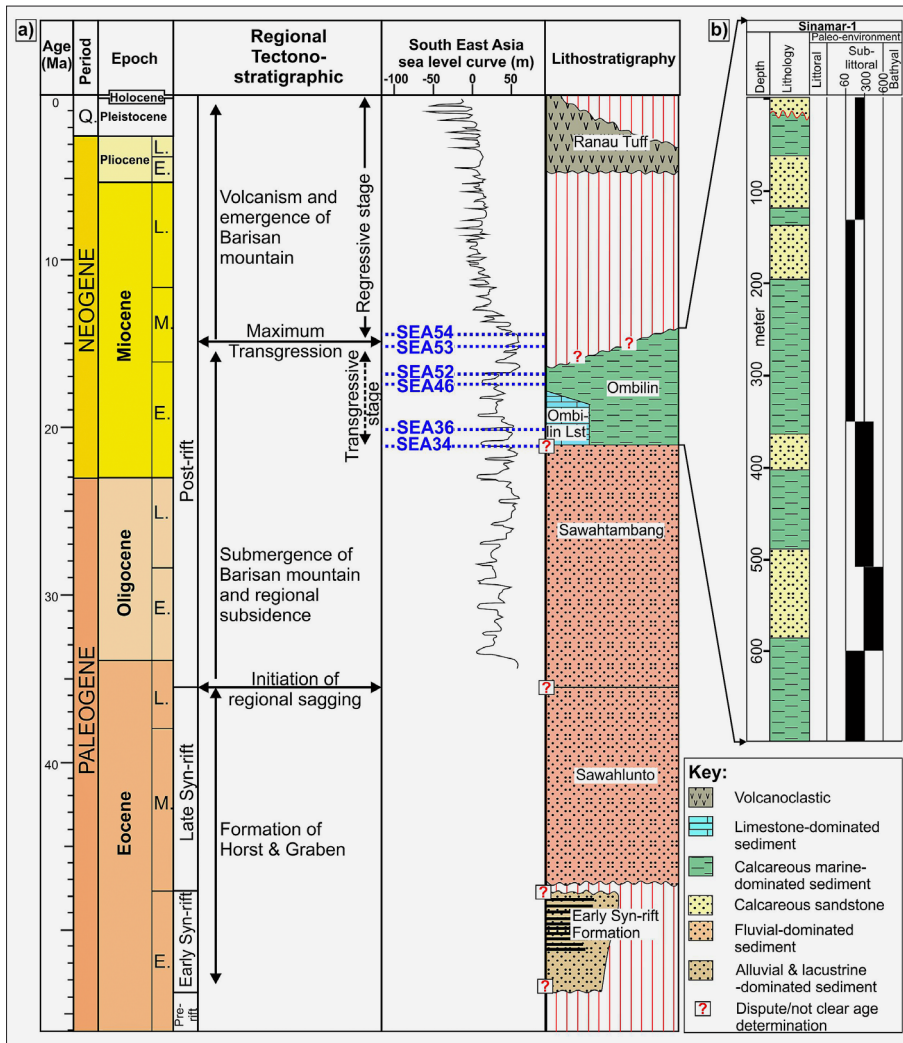 a)
Age
(Ma)
Period
Epoch
Regional
Tectono-
stratigraphic
South East Asia
sea level curve (m)
-100 -50 0 50
Lithostratigraphy
0
10
20
30
40
Q.
NEOGENE
PALEOGENE
Holocene
Pleistocene
Pliocene
L.
E.
Miocene
L.
M.
E.
Oligocene
L.
E.
Eocene
L.
M.
E.
Post-rift
Late Syn-rift
Early Syn-rift
Pre-
rift
Volcanism and
emergence of
Barisan
mountain
Regressive stage
Maximum
Transgression
Transgressive
stage
Submergence of
Barisan mountain
and regional
subsidence
Initiation of
regional sagging
Formation of
Horst & Graben
SEA54
SEA53
SEA52
SEA46
SEA36
SEA34
Ranau Tuff
? ?
Ombilin
Ombi-
lin Lst
?
Sawahtambang
?
Sawahlunto
?
Early Syn-rift
Formation
?
b)
Sinamar-1
Paleo-environment
Depth
Lithology
Littoral
Sub-
littoral
Bathyal
60
300
600
100
200
meter
300
400
500
600
Key:
Volcanoclastic
Limestone-dominated
sediment
Calcareous marine-
dominated sediment
Calcareous sandstone
Fluvial-dominated
sediment
Alluvial & lacustrine
-dominated sediment
? Dispute/not clear age
determination